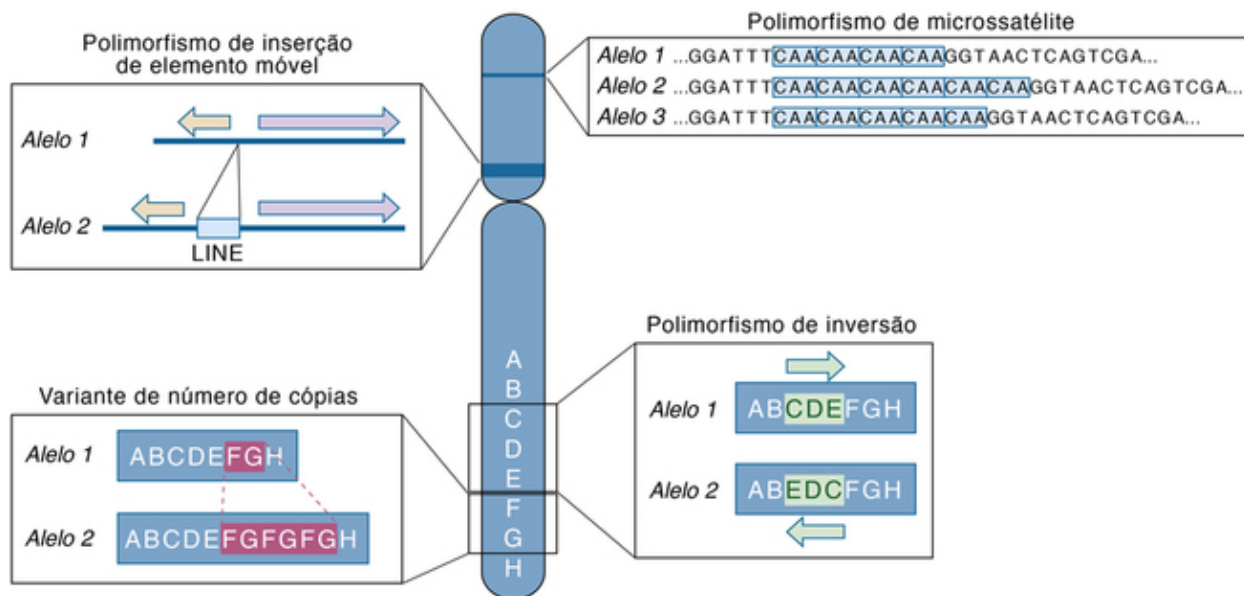 Polimorfismo de inserção
de elemento móvel
Alelo 1
Alelo 2
LINE
Polimorfismo de microssatélite
Alelo 1 ...GGATTTCAACAACAACAAGGTAACTCAGTCGA...
Alelo 2 ...GGATTTCAACAACAACAACAACAAGGTAACTCAGTCGA...
Alelo 3 ...GGATTTCAACAACAACAACAAGGTAACTCAGTCGA...
A
B
C
D
E
F
G
H
Variante de número de cópias
Alelo 1 ABCDEFGH
Alelo 2 ABCDEFGFGFGH
Polimorfismo de inversão
Alelo 1 ABCDEFGH
Alelo 2 ABEDCFGH